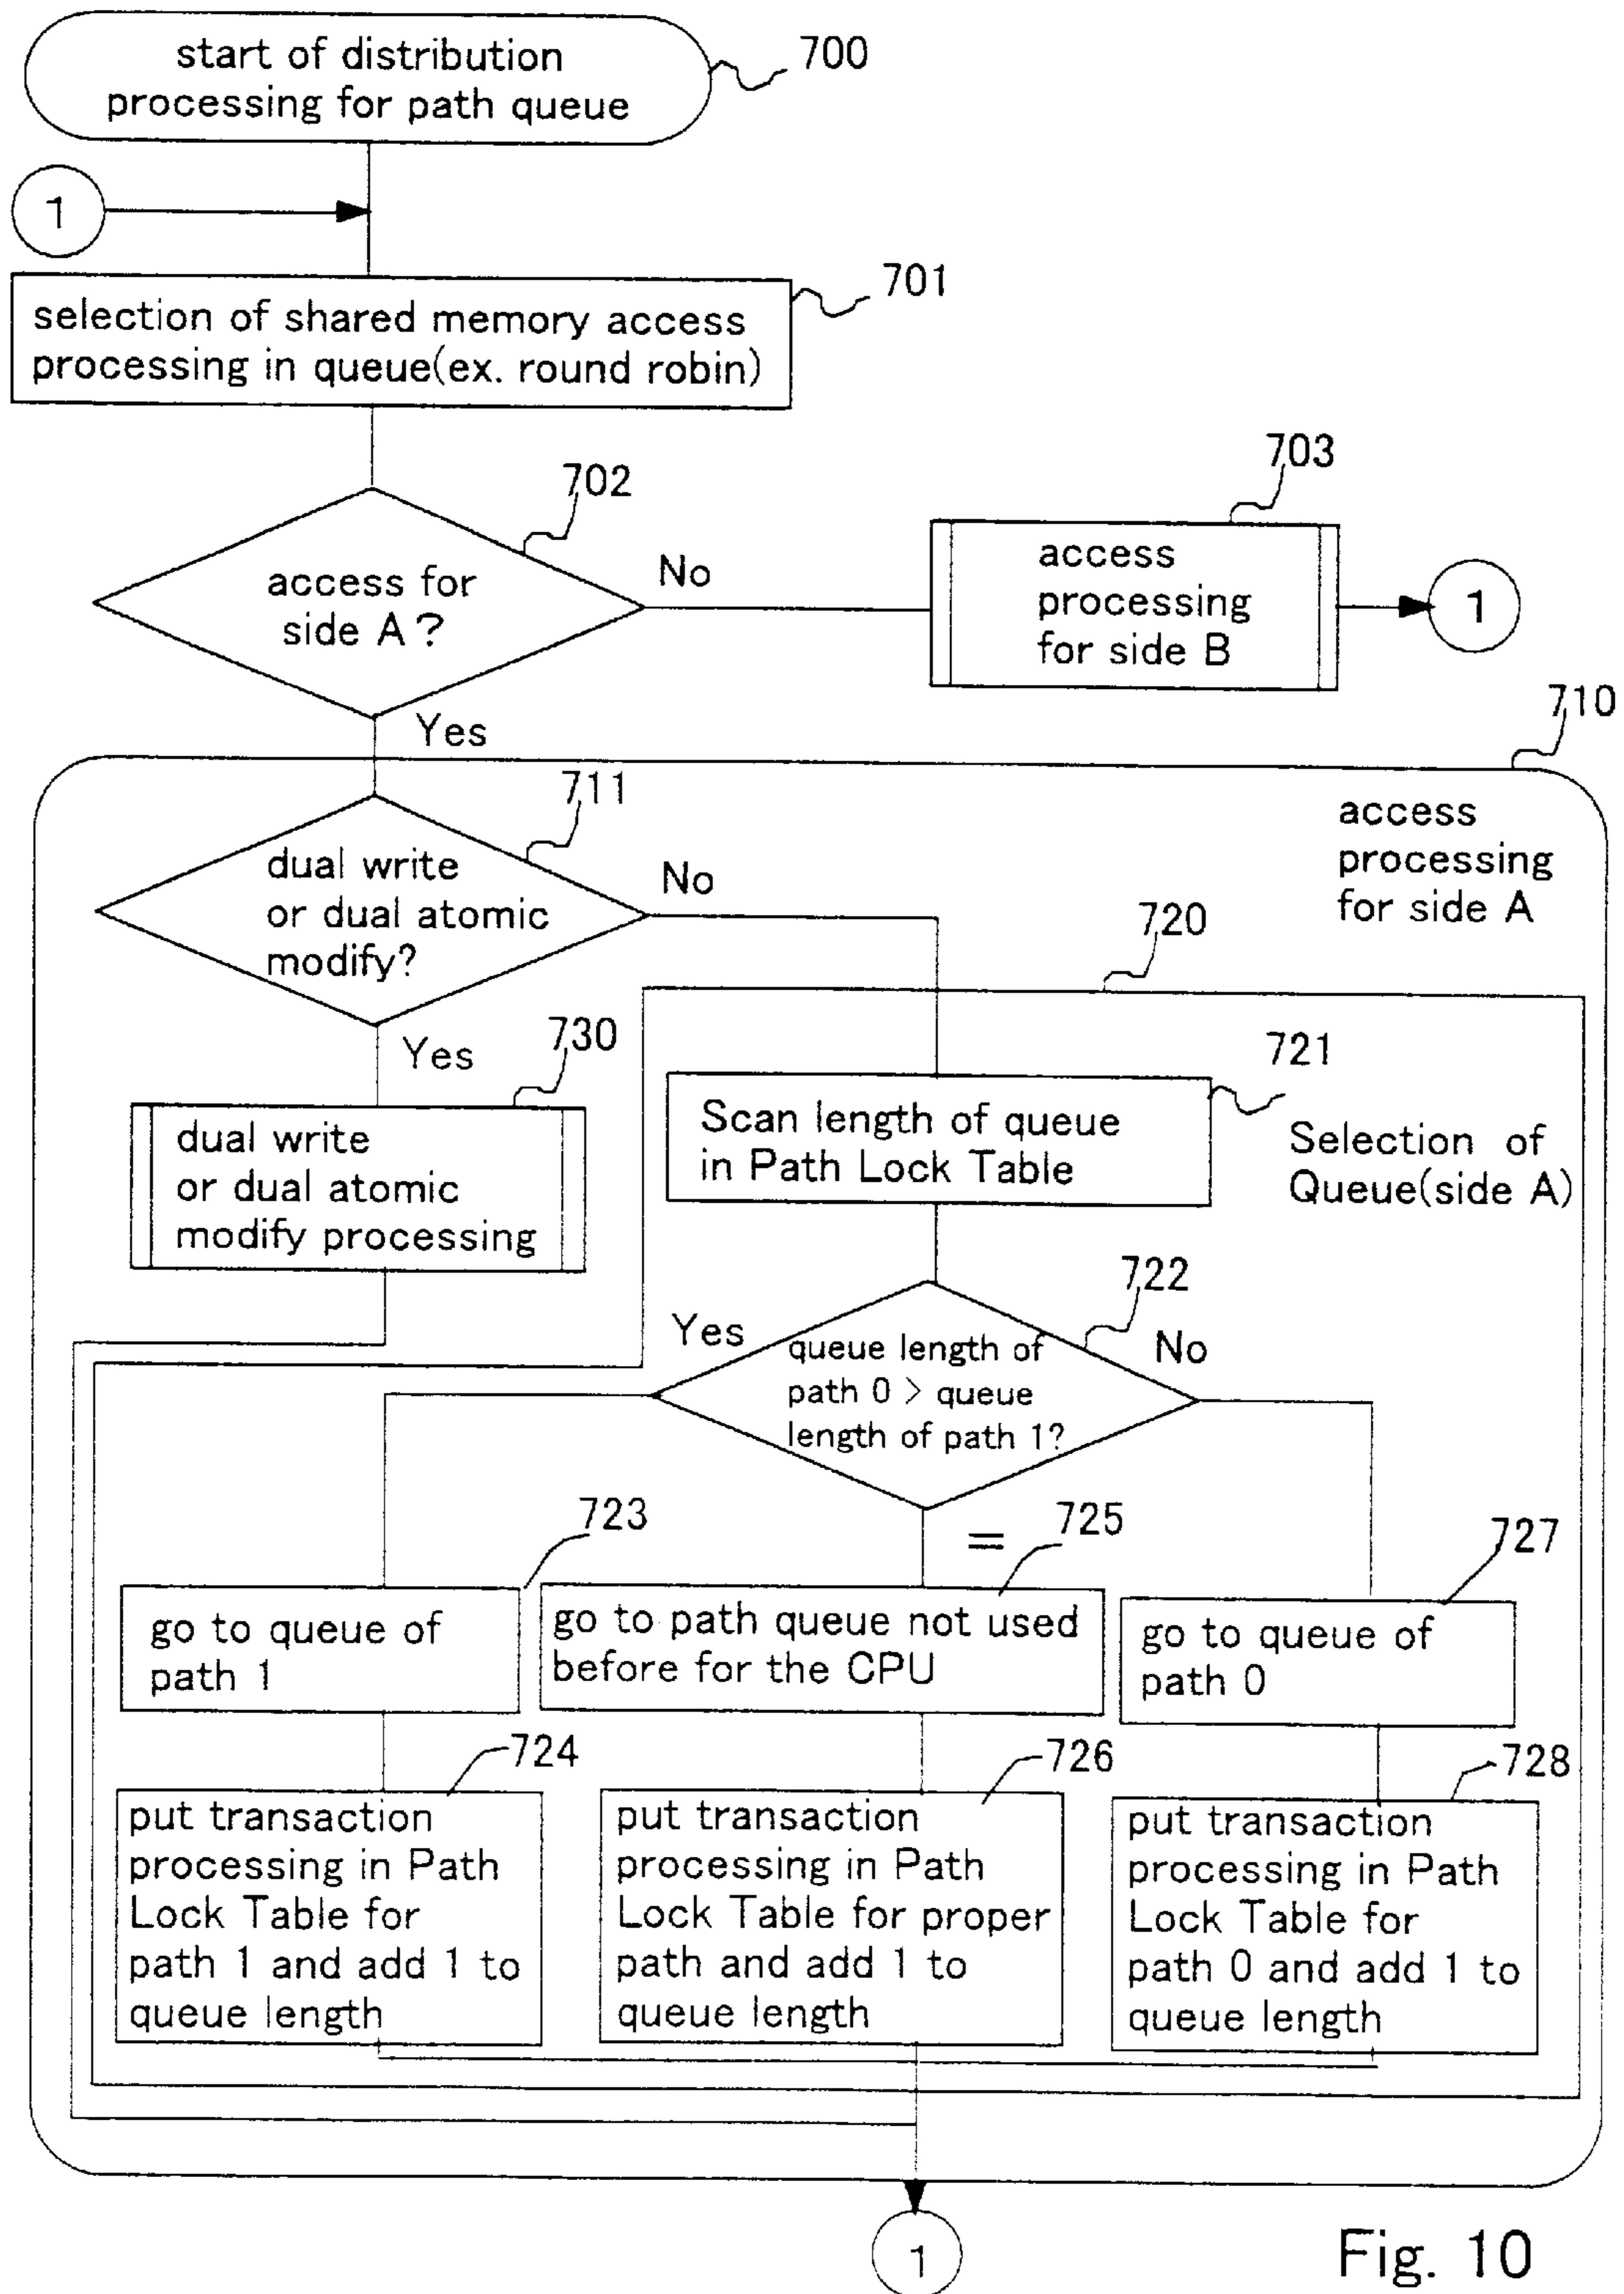 start of distribution
processing for path queue
700
1
701
selection of shared memory access
processing in queue(ex. round robin)
702
703
access for
side A?
No
access
processing
for side B
1
Yes
710
711
access
processing
for side A
dual write
or dual atomic
modify?
No
720
Yes
730
721
dual write
or dual atomic
modify processing
Scan length of queue
in Path Lock Table
Selection of
Queue(side A)
722
Yes
No
queue length of
path 0 > queue
length of path 1?
723
=
725
727
go to queue of
path 1
go to path queue not used
before for the CPU
go to queue of
path 0
724
726
728
put transaction
processing in Path
Lock Table for
path 1 and add 1 to
queue length
put transaction
processing in Path
Lock Table for proper
path and add 1 to
queue length
put transaction
processing in Path
Lock Table for
path 0 and add 1 to
queue length
1
Fig. 10